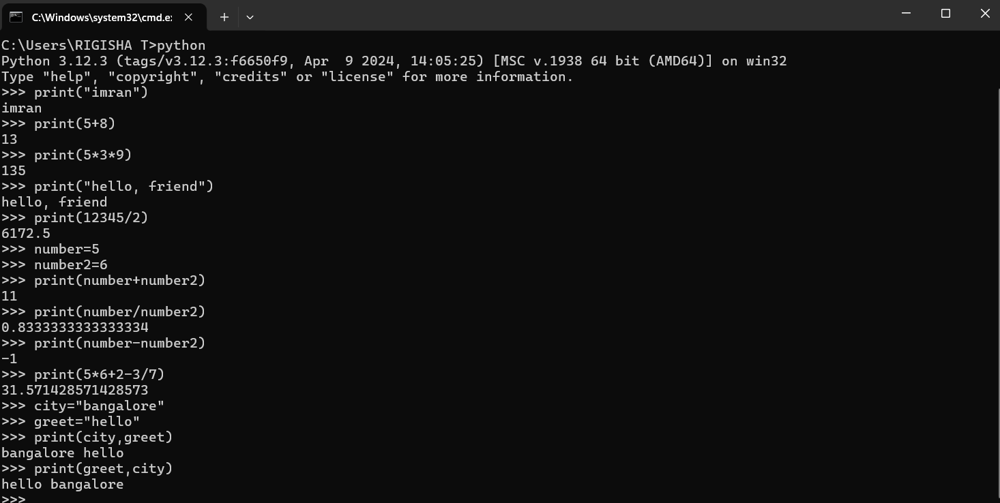 C:\Windows\system32\cmd.e
C:\Users\RIGISHA T>python
Python 3.12.3 (tags/v3.12.3:f6650f9, Apr  9 2024, 14:05:25) [MSC v.1938 64 bit (AMD64)] on win32
Type "help", "copyright", "credits" or "license" for more information.
>>> print("imran")
imran
>>> print(5+8)
13
>>> print(5*3*9)
135
>>> print("hello, friend")
hello, friend
>>> print(12345/2)
6172.5
>>> number=5
>>> number2=6
>>> print(number+number2)
11
>>> print(number/number2)
0.8333333333333334
>>> print(number-number2)
-1
>>> print(5*6+2-3/7)
31.571428571428573
>>> city="bangalore"
>>> greet="hello"
>>> print(city,greet)
bangalore hello
>>> print(greet,city)
hello bangalore
>>>